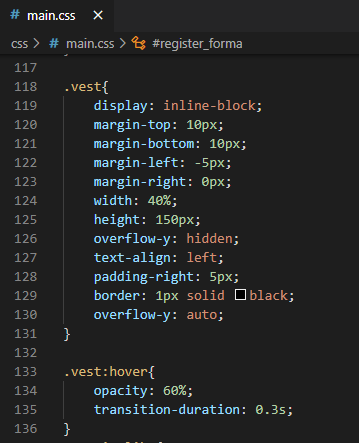 # main.css ×
css > # main.css > #register_forma
117
118 .vest{
119 display: inline-block;
120 margin-top: 10px;
121 margin-bottom: 10px;
122 margin-left: -5px;
123 margin-right: 0px;
124 width: 40%;
125 height: 150px;
126 overflow-y: hidden;
127 text-align: left;
128 padding-right: 5px;
129 border: 1px solid black;
130 overflow-y: auto;
131 }
132
133 .vest:hover{
134 opacity: 60%;
135 transition-duration: 0.3s;
136 }